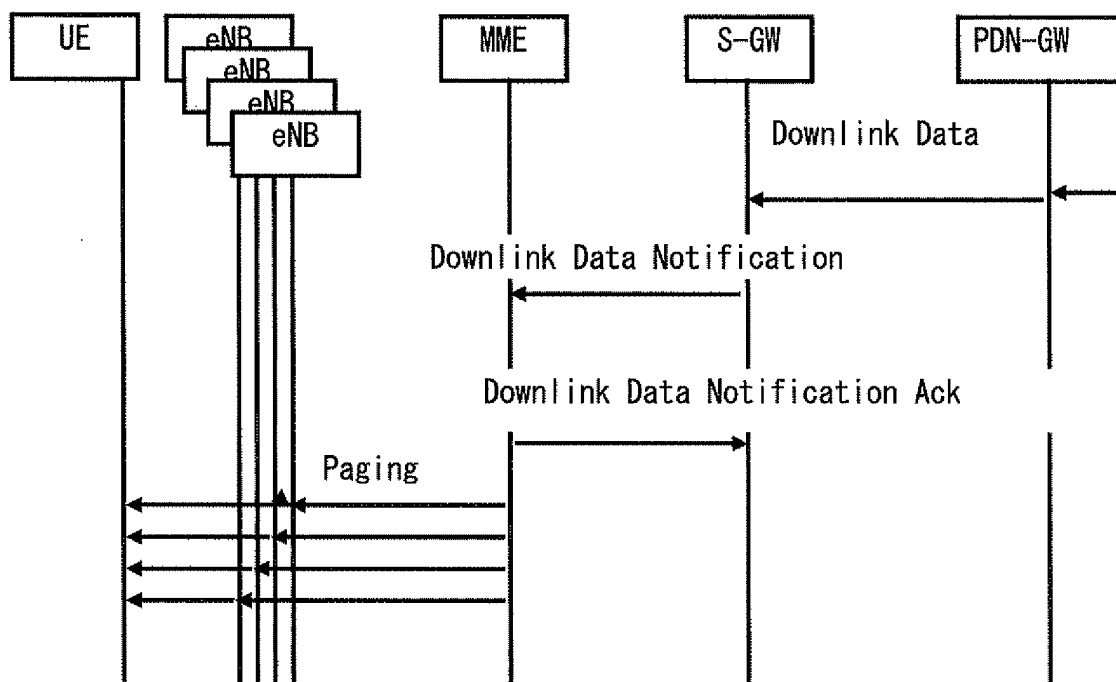 UE
eNB
eNB
eNB
eNB
MME
S-GW
PDN-GW
Downlink Data
Downlink Data Notification
Downlink Data Notification Ack
Paging